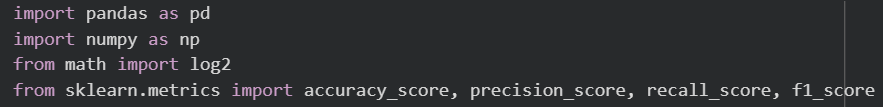 import pandas as pd
import numpy as np
from math import log2
from sklearn.metrics import accuracy_score, precision_score, recall_score, f1_score